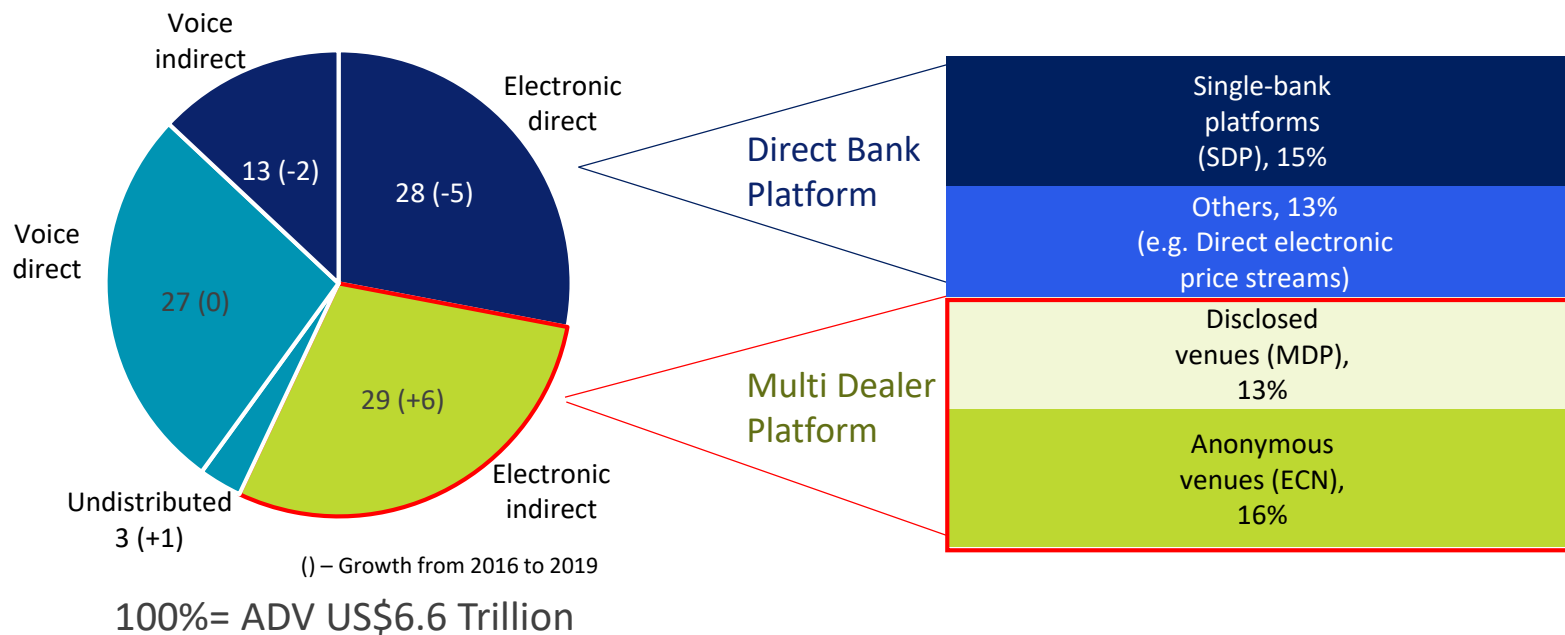 Voice
indirect
Electronic
direct
13 (-2)
28 (-5)
Voice
direct
27 (0)
29 (+6)
Undistributed
3 (+1)
Electronic
indirect
() – Growth from 2016 to 2019
100%= ADV US$6.6 Trillion
Direct Bank
Platform
Multi Dealer
Platform
Single-bank
platforms
(SDP), 15%
Others, 13%
(e.g. Direct electronic
price streams)
Disclosed
venues (MDP),
13%
Anonymous
venues (ECN),
16%